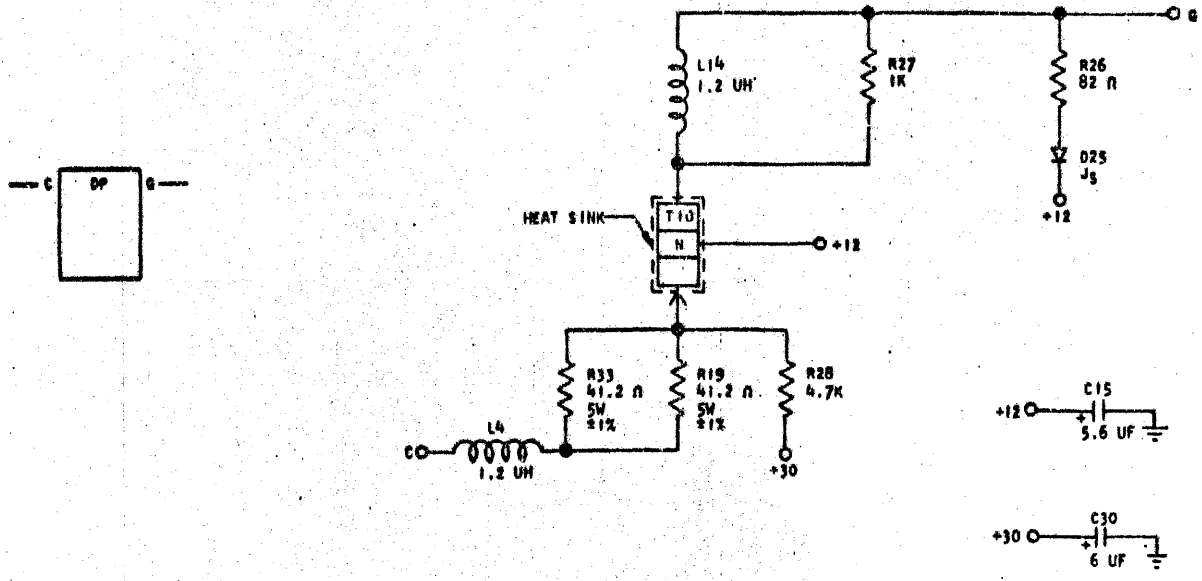 G
L14
1.2 UH
R27
1K
R26
82 Ω
D25
J5
+12
C DP G
HEAT SINK
T10
N
+12
R33
41.2 Ω
5W
±1%
R19
41.2 Ω
5W
±1%
R28
4.7K
C
L4
1.2 UH
+30
+12
C15
+
5.6 UF
+30
C30
+
6 UF